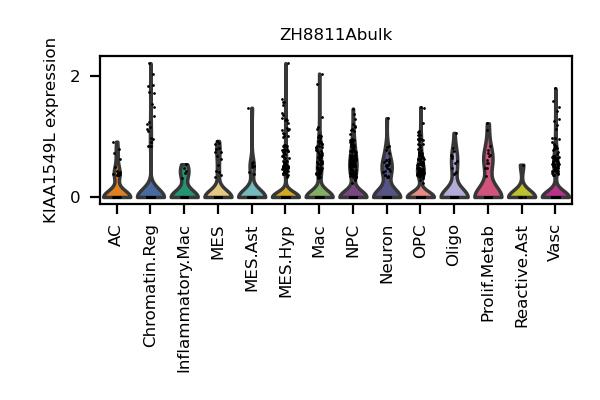 ZH8811Abulk
KIAA1549L expression
2
0
AC
Chromatin.Reg
Inflammatory.Mac
MES
MES.Ast
MES.Hyp
Mac
NPC
Neuron
OPC
Oligo
Prolif.Metab
Reactive.Ast
Vasc